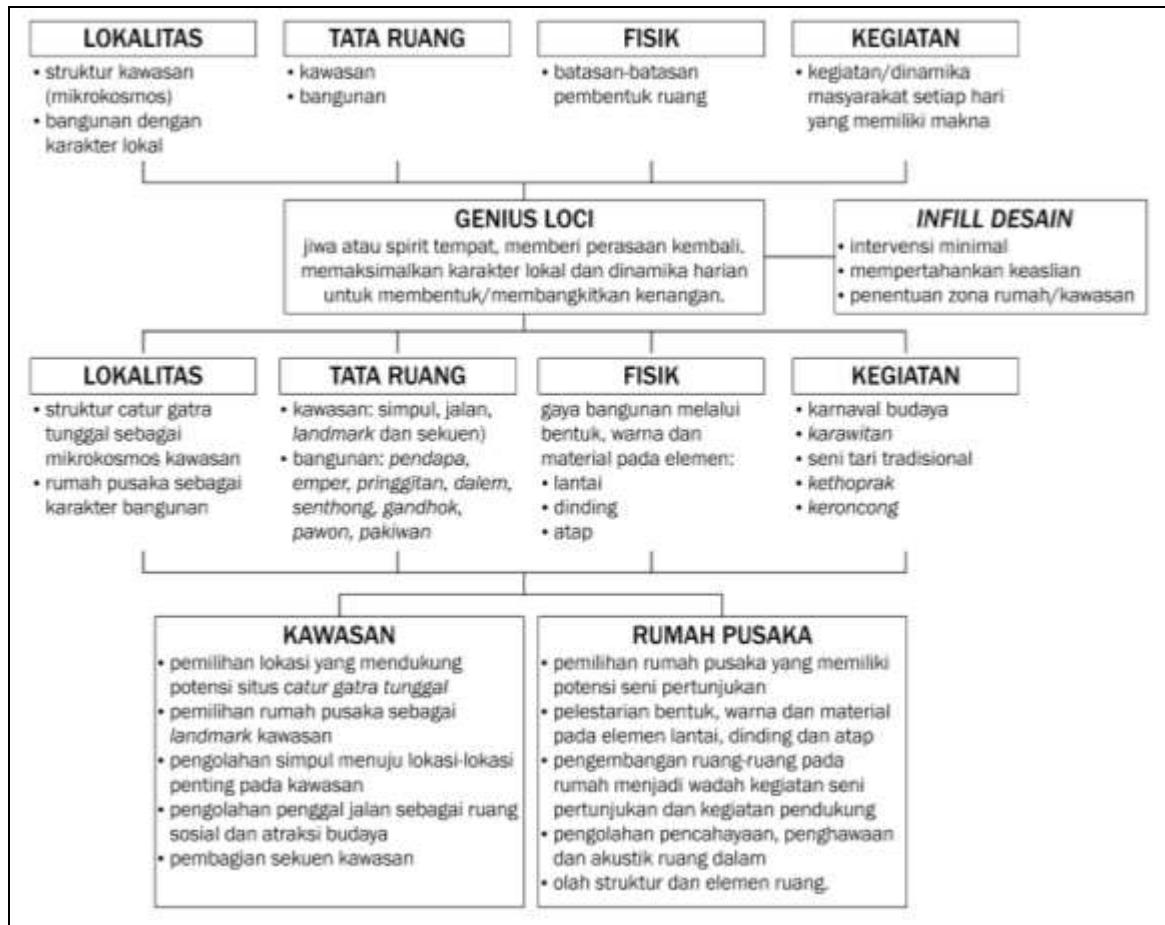 LOKALITAS
• struktur kawasan
(mikrokosmos)
• bangunan dengan
karakter lokal
TATA RUANG
• kawasan
• bangunan
FISIK
• batasan-batasan
pembentuk ruang
KEGIATAN
• kegiatan/dinamika
masyarakat setiap hari
yang memiliki makna
GENIUS LOCI
jiwa atau spirit tempat, memberi perasaan kembali.
memaksimalkan karakter lokal dan dinamika harian
untuk membentuk/membangkitkan kenangan.
INFILL DESAIN
• intervensi minimal
• mempertahankan keaslian
• penentuan zona rumah/kawasan
LOKALITAS
• struktur catur gatra
tunggal sebagai
mikrokosmos kawasan
• rumah pusaka sebagai
karakter bangunan
TATA RUANG
• kawasan: simpul, jalan,
landmark dan sekuen)
• bangunan: pendapa,
emper, pringgitan, dalem,
senthong, gandhok,
pawon, pakiwan
FISIK
gaya bangunan melalui
bentuk, warna dan
material pada elemen:
• lantai
• dinding
• atap
KEGIATAN
• karnaval budaya
• karawitan
• seni tari tradisional
• kethoprak
• keroncong
KAWASAN
• pemilihan lokasi yang mendukung
potensi situs catur gatra tunggal
• pemilihan rumah pusaka sebagai
landmark kawasan
• pengolahan simpul menuju lokasi-lokasi
penting pada kawasan
• pengolahan penggal jalan sebagai ruang
sosial dan atraksi budaya
• pembagian sekuen kawasan
RUMAH PUSAKA
• pemilihan rumah pusaka yang memiliki
potensi seni pertunjukan
• pelestarian bentuk, warna dan material
pada elemen lantai, dinding dan atap
• pengembangan ruang-ruang pada
rumah menjadi wadah kegiatan seni
pertunjukan dan kegiatan pendukung
• pengolahan pencahayaan, penghawaan
dan akustik ruang dalam
• olah struktur dan elemen ruang.